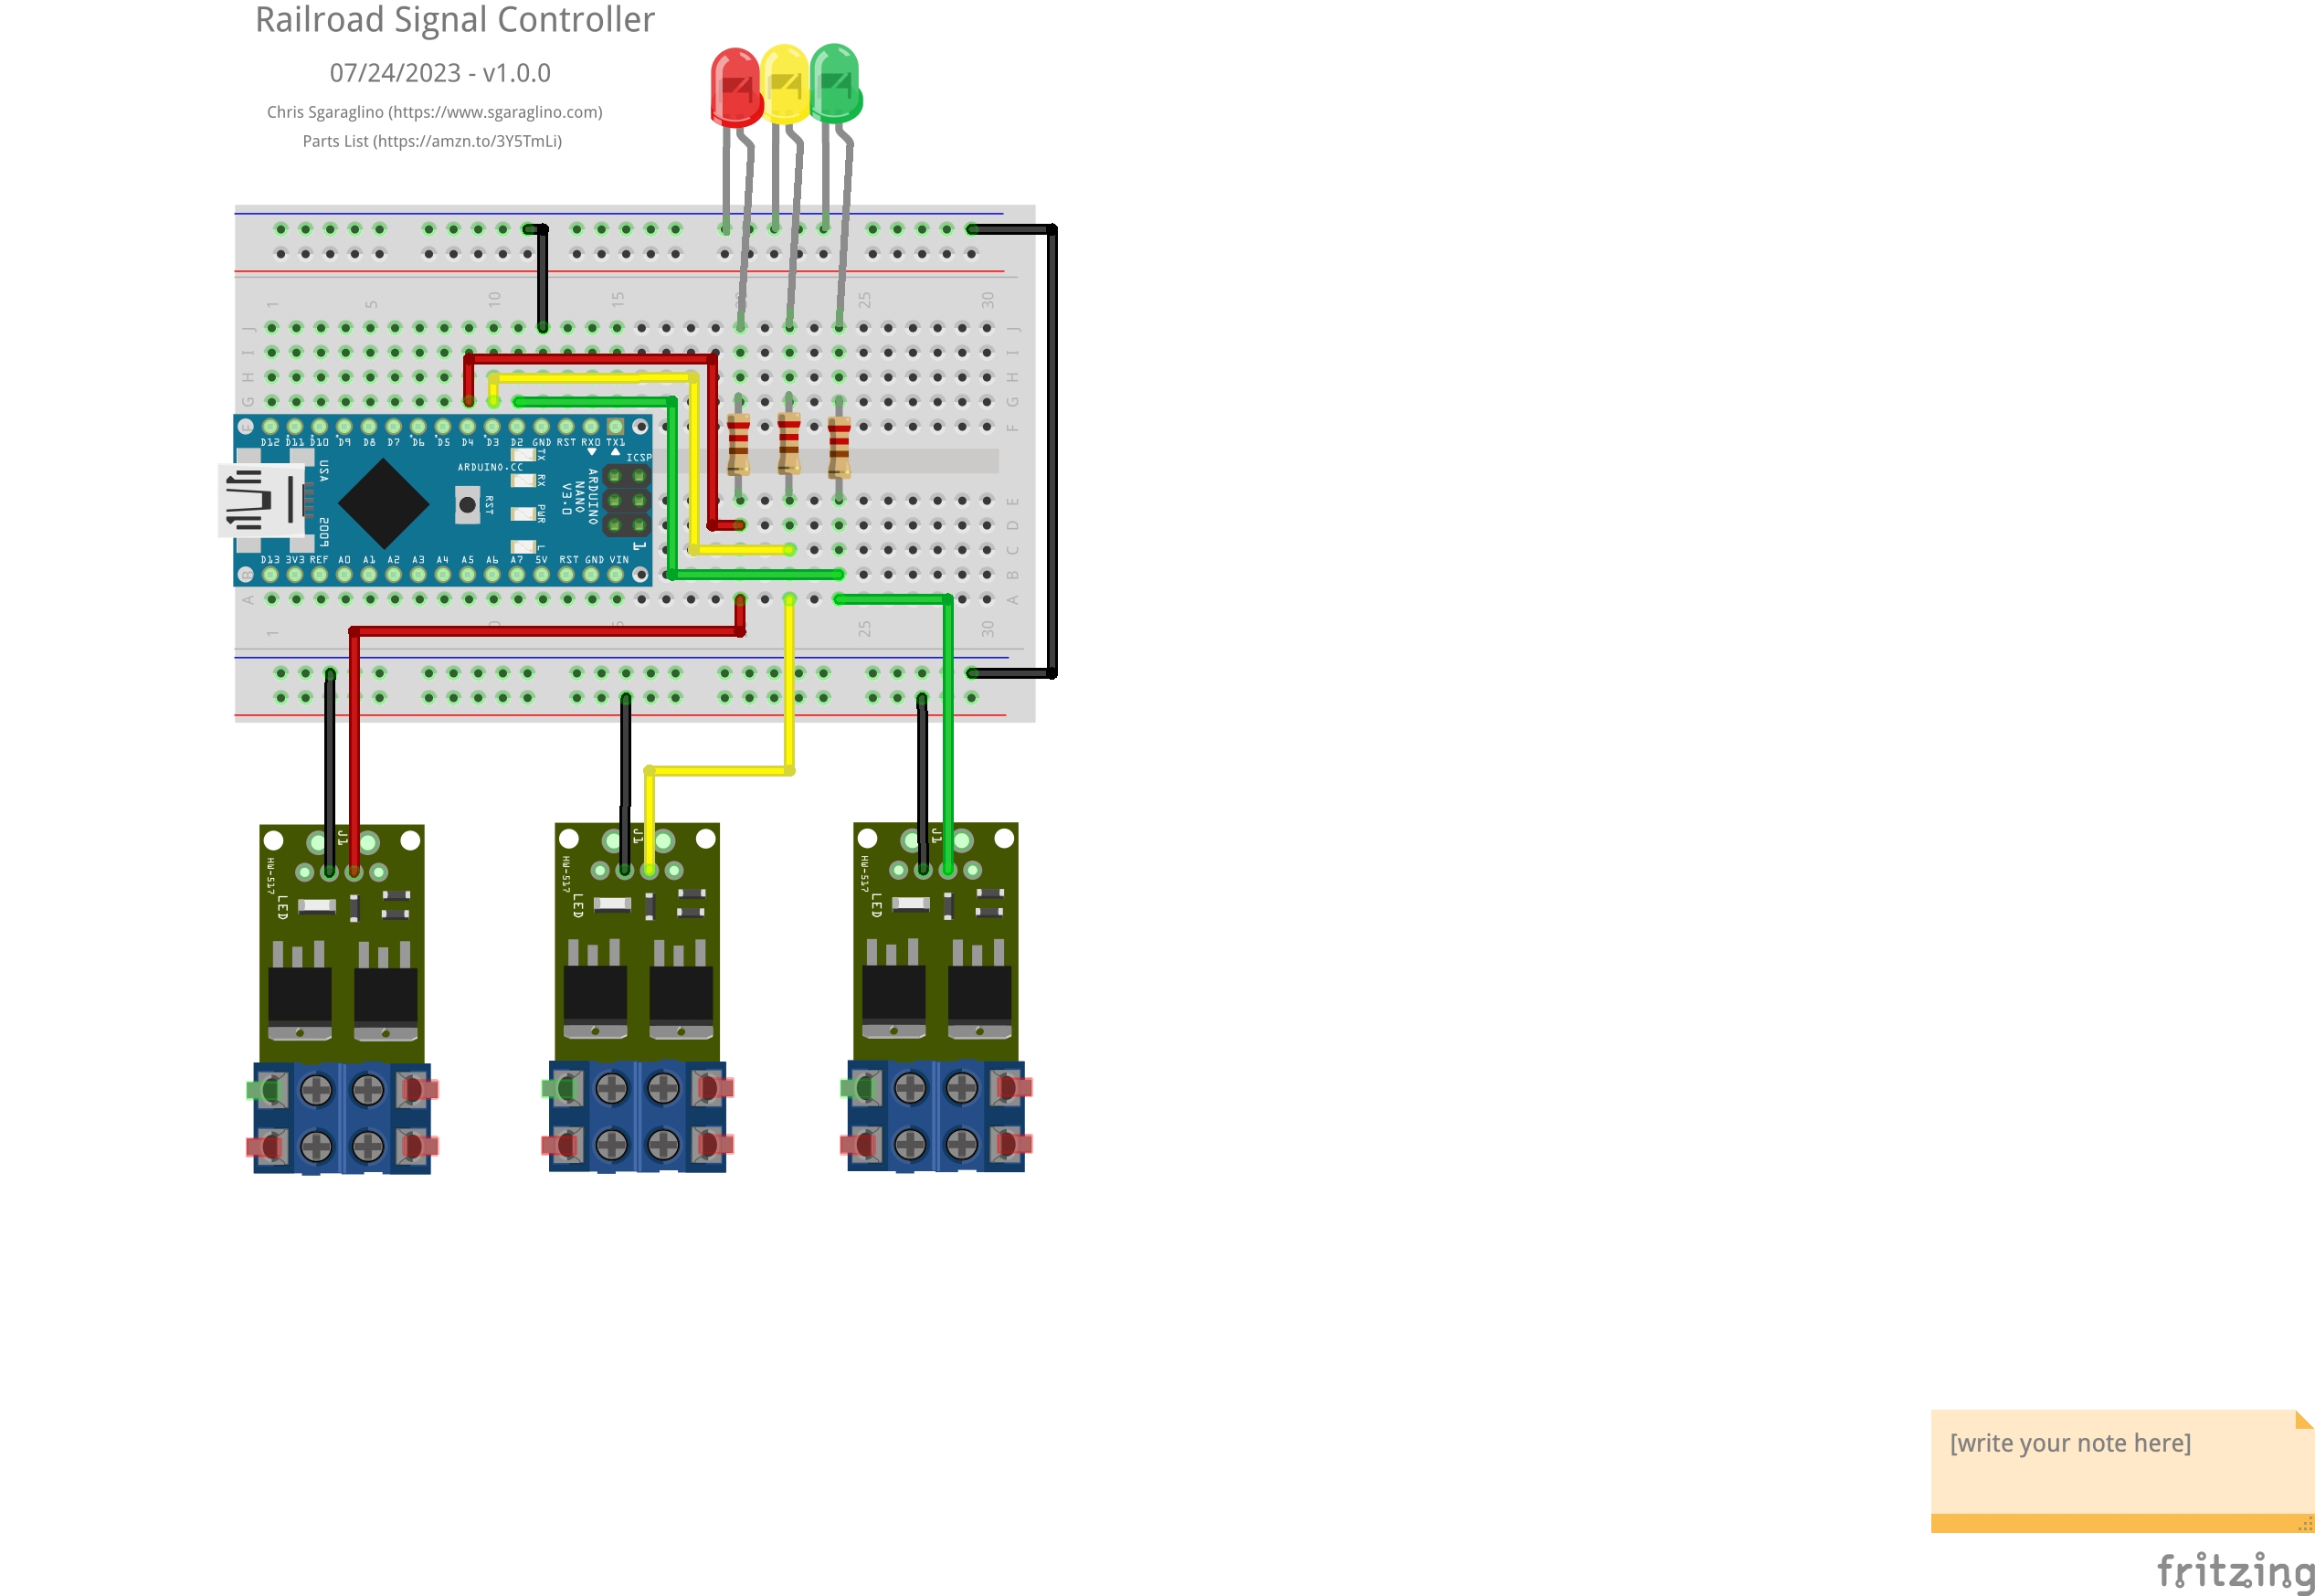 Railroad Signal Controller
07/24/2023 - v1.0.0
Chris Sgaraglino (https://www.sgaraglino.com)
Parts List (https://amzn.to/3Y5TmLi)
1 5 10 15 25 30
J J
I I
H H
G G
F F
D12 D11 D10 D9 D8 D7 D6 D5 D4 D3 D2 GND RST RX0 TX1
ARDUINO.CC
ICSP
USA
TX
RX
RST
PWR
L
ARDUINO
NANO
V3.0
1
E
D
C
D13 3V3 REF A0 A1 A2 A3 A4 A5 A6 A7 5V RST GND VIN
B B
A A
1 25 30
J1 J1 J1
HW-517 HW-517 HW-517
LED LED LED
[write your note here]
fritzing